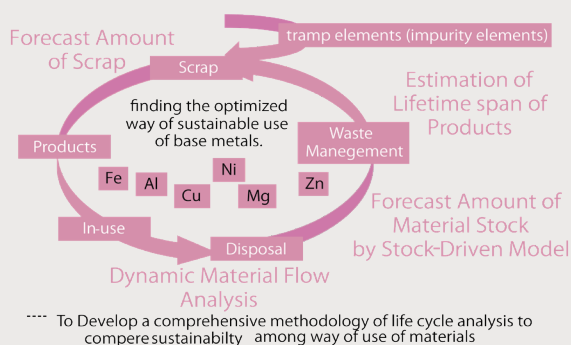 tramp elements (impurity elements)
Forecast Amount
of Scrap
Scrap
Estimation of
Lifetime span of
Products
finding the optimized
way of sustainable use
of base metals.
Waste
Manegement
Products
Fe
Al
Cu
Ni
Mg
Zn
Forecast Amount of
Material Stock
by Stock-Driven Model
In-use
Disposal
Dynamic Material Flow
Analysis
---- To Develop a comprehensive methodology of life cycle analysis to
comperesustainabilty among way of use of materials